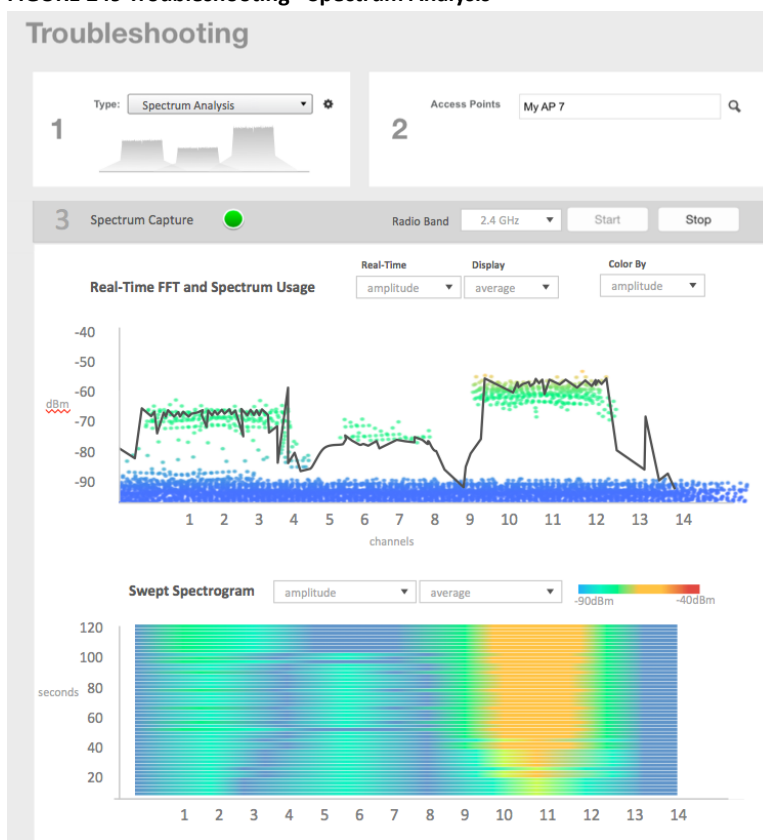 Troubleshooting
1
Type:
Spectrum Analysis
2
Access Points
My AP 7
3
Spectrum Capture
Radio Band
2.4 GHz
Start
Stop
Real-Time FFT and Spectrum Usage
Real-Time
amplitude
Display
average
Color By
amplitude
-40
-50
-60
dBm
-70
-80
-90
1 2 3 4 5 6 7 8 9 10 11 12 13 14
channels
Swept Spectrogram
amplitude
average
-90dBm
-40dBm
120
100
seconds 80
60
40
20
1 2 3 4 5 6 7 8 9 10 11 12 13 14